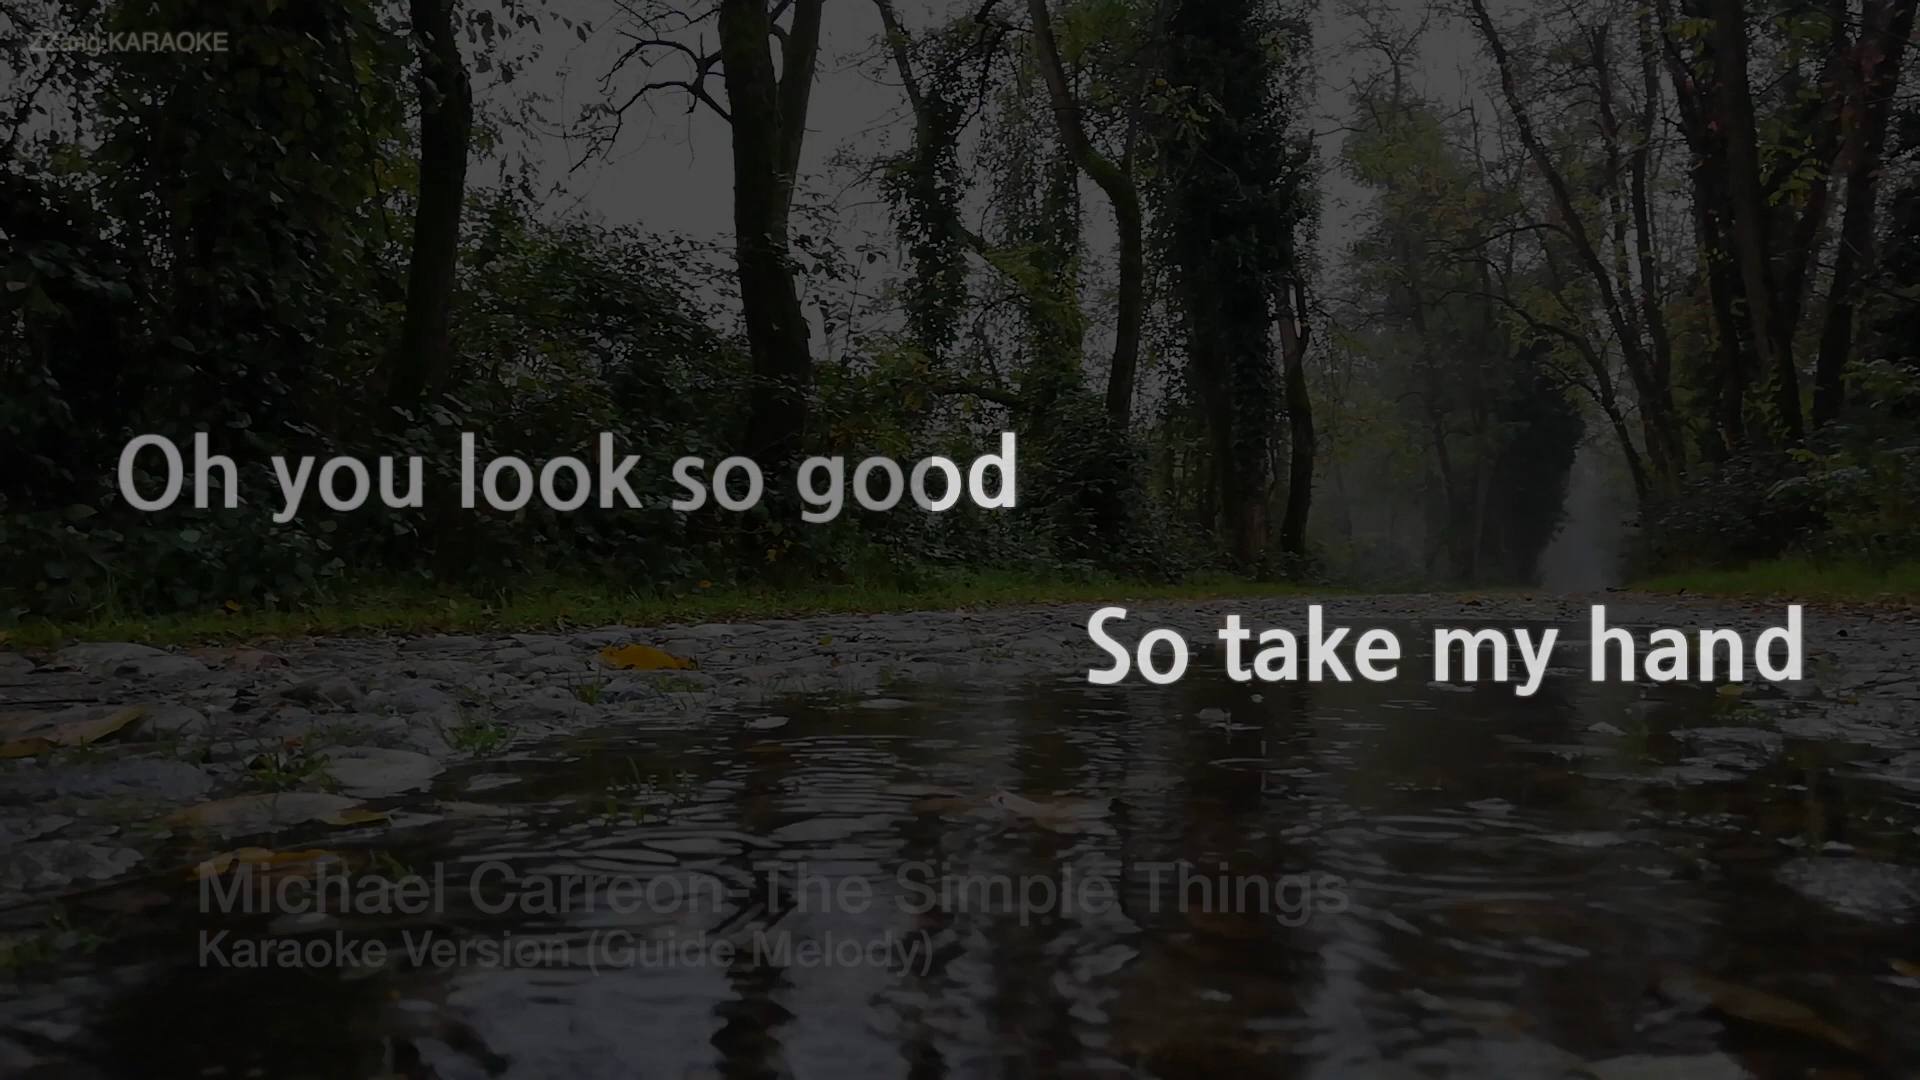 ZZang KARAOKE
Oh you look so good
So take my hand
Michael Carreon-The Simple Things
Karaoke Version (Guide Melody)